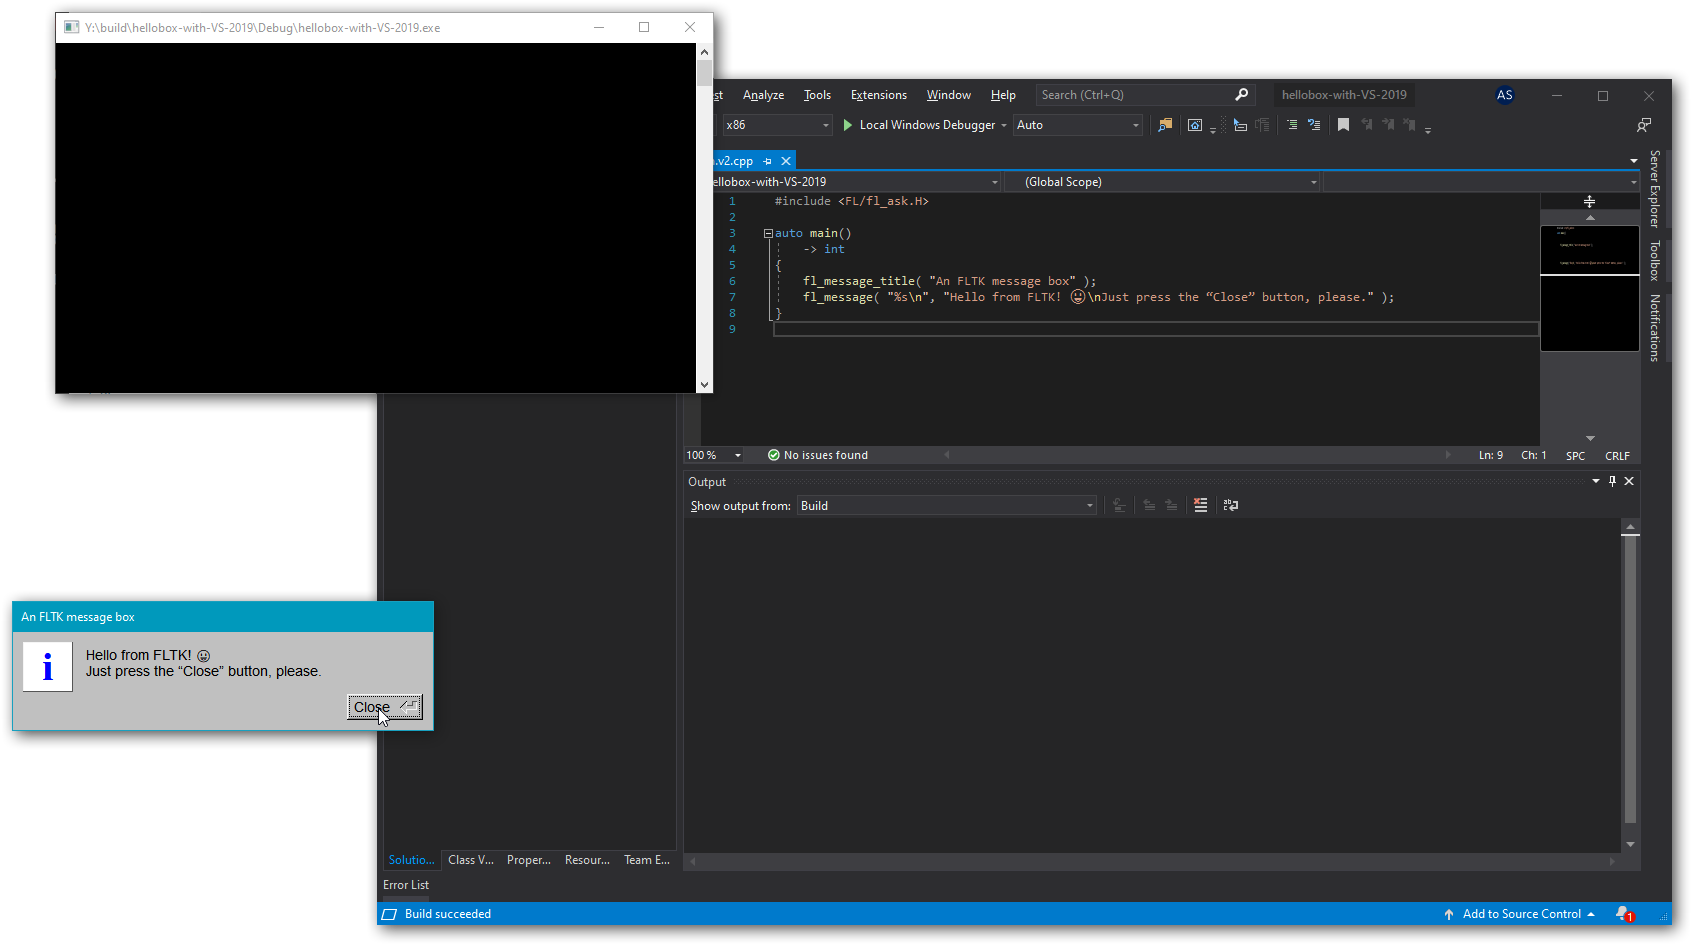 Y:\build\hellobox-with-VS-2019\Debug\hellobox-with-VS-2019.exe
st Analyze Tools Extensions Window Help Search (Ctrl+Q) hellobox-with-VS-2019 AS
x86 Local Windows Debugger Auto
.v2.cpp
ellobox-with-VS-2019 (Global Scope)
1 #include <FL/fl_ask.H>
2
3 auto main()
4 -> int
5 {
6 fl_message_title( "An FLTK message box" );
7 fl_message( "%s\n", "Hello from FLTK! 😀\nJust press the “Close” button, please." );
8 }
9
Server Explorer
Toolbox
Notifications
100 % No issues found Ln: 9 Ch: 1 SPC CRLF
Output
Show output from: Build
An FLTK message box
i
Hello from FLTK! 😀
Just press the “Close” button, please.
Close
Solutio... Class V... Proper... Resour... Team E...
Error List
Build succeeded Add to Source Control 1